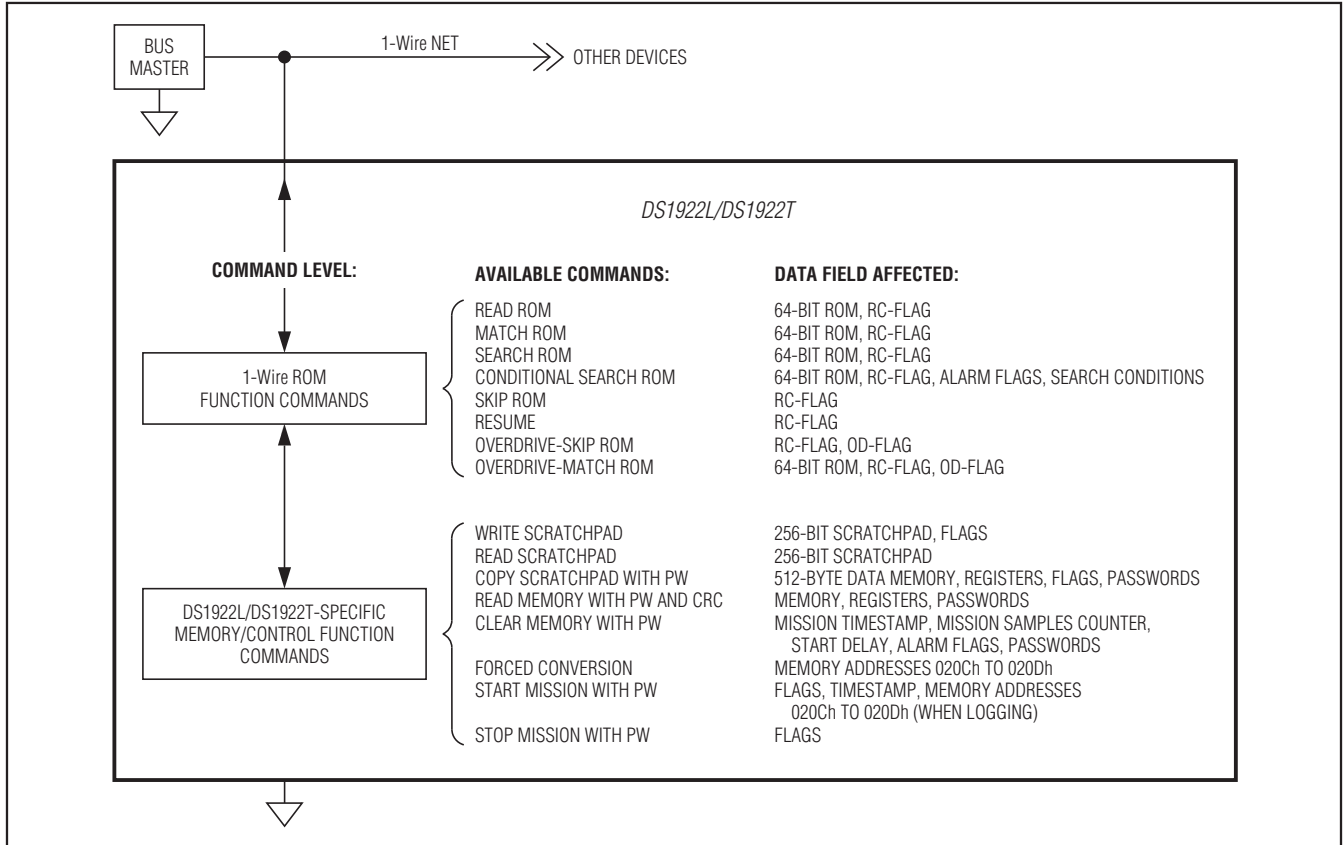 BUS
MASTER
1-Wire NET
OTHER DEVICES
DS1922L/DS1922T
COMMAND LEVEL:
AVAILABLE COMMANDS:
DATA FIELD AFFECTED:
1-Wire ROM
FUNCTION COMMANDS
READ ROM 64-BIT ROM, RC-FLAG
MATCH ROM 64-BIT ROM, RC-FLAG
SEARCH ROM 64-BIT ROM, RC-FLAG
CONDITIONAL SEARCH ROM 64-BIT ROM, RC-FLAG, ALARM FLAGS, SEARCH CONDITIONS
SKIP ROM RC-FLAG
RESUME RC-FLAG
OVERDRIVE-SKIP ROM RC-FLAG, OD-FLAG
OVERDRIVE-MATCH ROM 64-BIT ROM, RC-FLAG, OD-FLAG
DS1922L/DS1922T-SPECIFIC
MEMORY/CONTROL FUNCTION
COMMANDS
WRITE SCRATCHPAD 256-BIT SCRATCHPAD, FLAGS
READ SCRATCHPAD 256-BIT SCRATCHPAD
COPY SCRATCHPAD WITH PW 512-BYTE DATA MEMORY, REGISTERS, FLAGS, PASSWORDS
READ MEMORY WITH PW AND CRC MEMORY, REGISTERS, PASSWORDS
CLEAR MEMORY WITH PW MISSION TIMESTAMP, MISSION SAMPLES COUNTER,
START DELAY, ALARM FLAGS, PASSWORDS
FORCED CONVERSION MEMORY ADDRESSES 020Ch TO 020Dh
START MISSION WITH PW FLAGS, TIMESTAMP, MEMORY ADDRESSES
020Ch TO 020Dh (WHEN LOGGING)
STOP MISSION WITH PW FLAGS